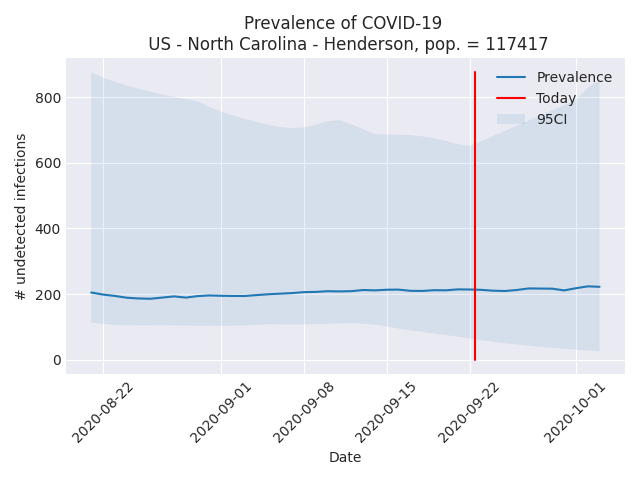 Prevalence of COVID-19
US - North Carolina - Henderson, pop. = 117417
Prevalence
Today
95CI
800
600
400
200
0
# undetected infections
2020-08-22
2020-09-01
2020-09-08
2020-09-15
2020-09-22
2020-10-01
Date